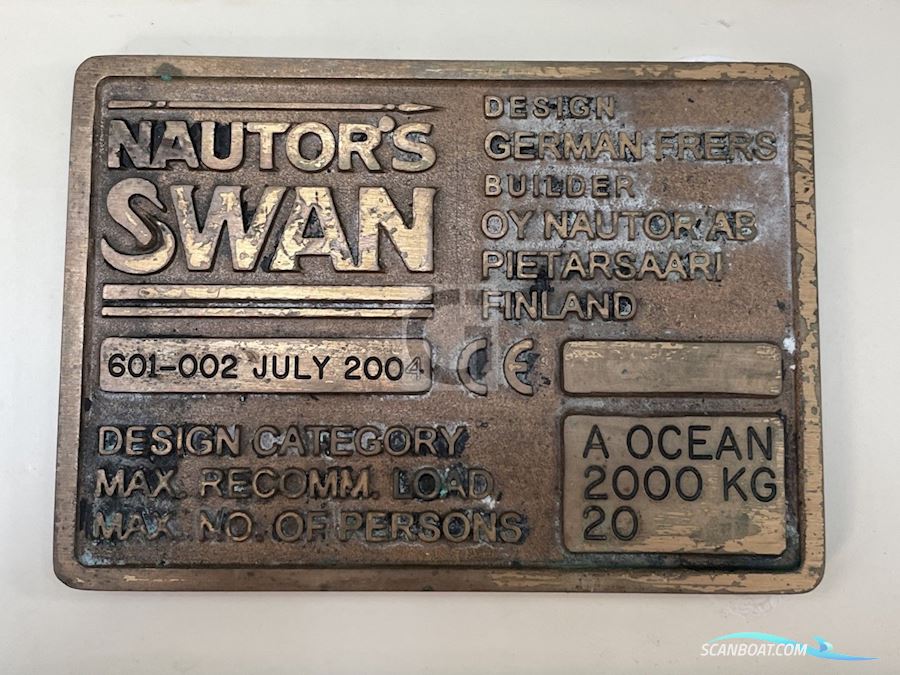 NAUTOR'S
SWAN
DESIGN
GERMAN FRERS
BUILDER
OY NAUTOR AB
PIETARSAARI
FINLAND
601-002 JULY 2004
CE
DESIGN CATEGORY
MAX. RECOMM. LOAD
MAX. NO. OF PERSONS
A OCEAN
2000 KG
20
SCANBOAT.COM